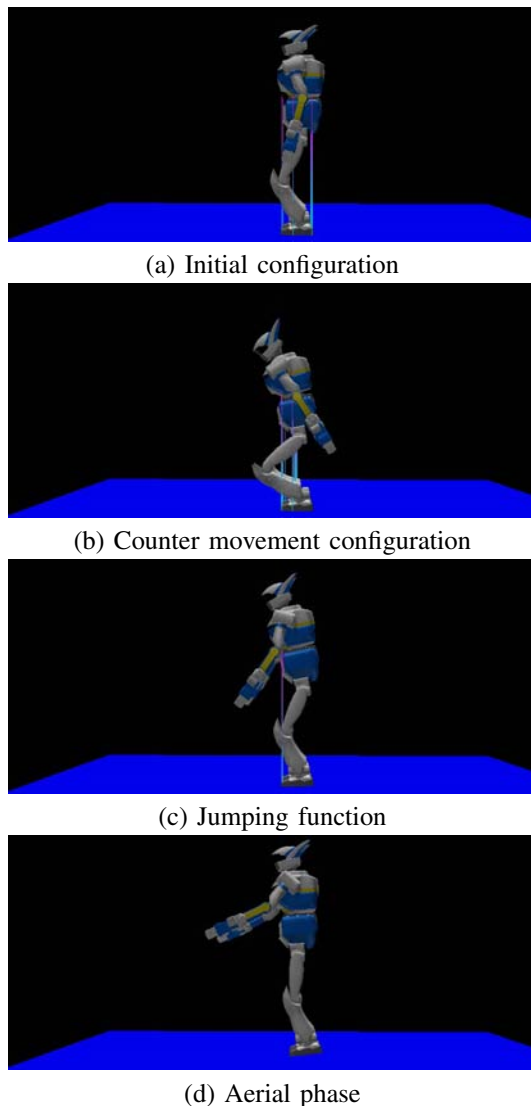 (a) Initial configuration
(b) Counter movement configuration
(c) Jumping function
(d) Aerial phase